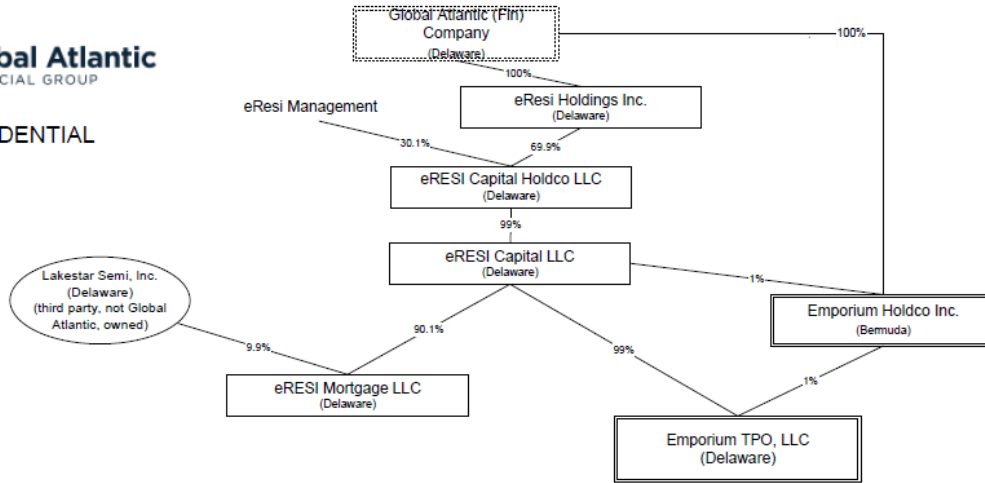 Global Atlantic (Fin)
Company
(Delaware)
100%
bal Atlantic
CIAL GROUP
100%
eResi Management
eResi Holdings Inc.
(Delaware)
DENTIAL
30.1%
69.9%
eRESI Capital Holdco LLC
(Delaware)
99%
eRESI Capital LLC
(Delaware)
Lakestar Semi, Inc.
(Delaware)
(third party, not Global
Atlantic, owned)
1%
Emporium Holdco Inc.
(Bermuda)
90.1%
9.9%
99%
1%
eRESI Mortgage LLC
(Delaware)
Emporium TPO, LLC
(Delaware)